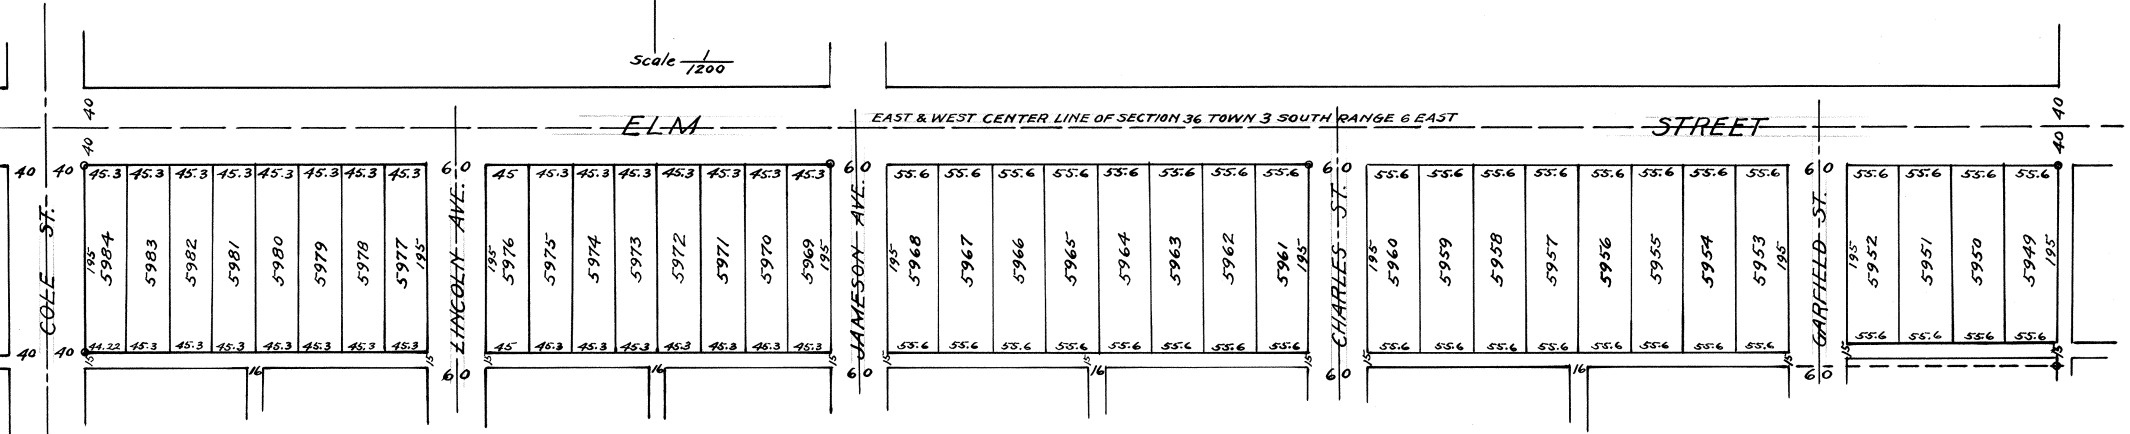 Scale 1/1200
40 40
ELM EAST & WEST CENTER LINE OF SECTION 36 TOWN 3 SOUTH RANGE 6 EAST STREET
40 40
40 40 45.3 45.3 45.3 45.3 45.3 45.3 45.3 45.3 60 45 45.3 45.3 45.3 45.3 45.3 45.3 45.3 60 55.6 55.6 55.6 55.6 55.6 55.6 55.6 55.6 60 55.6 55.6 55.6 55.6 55.6 55.6 55.6 55.6 60 55.6 55.6 55.6 55.6
COLE ST.
195 5984 5983 5982 5981 5980 5979 5978 5977 195
LINCOLN AVE.
195 5976 5975 5974 5973 5972 5971 5970 5969 195
JAMESON AVE.
195 5968 5967 5966 5965 5964 5963 5962 5961 195
CHARLES ST.
195 5960 5959 5958 5957 5956 5955 5954 5953 195
GARFIELD ST.
195 5952 5951 5950 5949 195
40 40 44.22 45.3 45.3 45.3 45.3 45.3 45.3 45.3 45 45.3 45.3 45.3 45.3 45.3 45.3 45.3 55.6 55.6 55.6 55.6 55.6 55.6 55.6 55.6 55.6 55.6 55.6 55.6 55.6 55.6 55.6 55.6 55.6 55.6 55.6 55.6
15 15 15 15 15 15 15 15 15 15 15
16 60 16 60 16 60 16 60